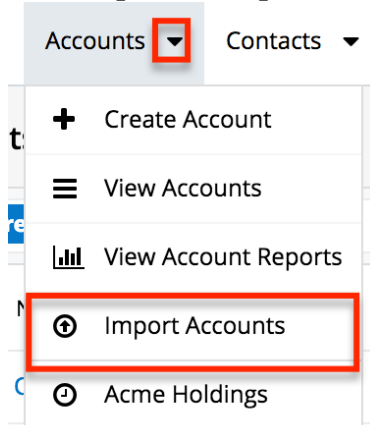 Accounts Contacts
Create Account
View Accounts
View Account Reports
Import Accounts
Acme Holdings